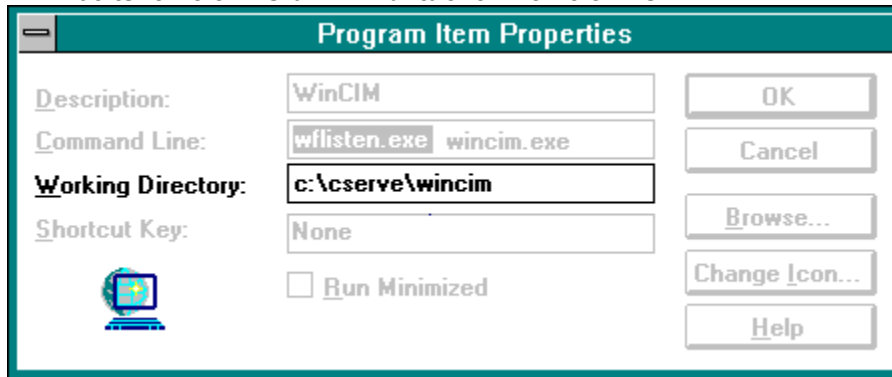 Program Item Properties
Description: WinCIM OK
Command Line: wflisten.exe wincim.exe Cancel
Working Directory: c:\cserve\wincim
Browse...
Shortcut Key: None
Change Icon...
Run Minimized
Help